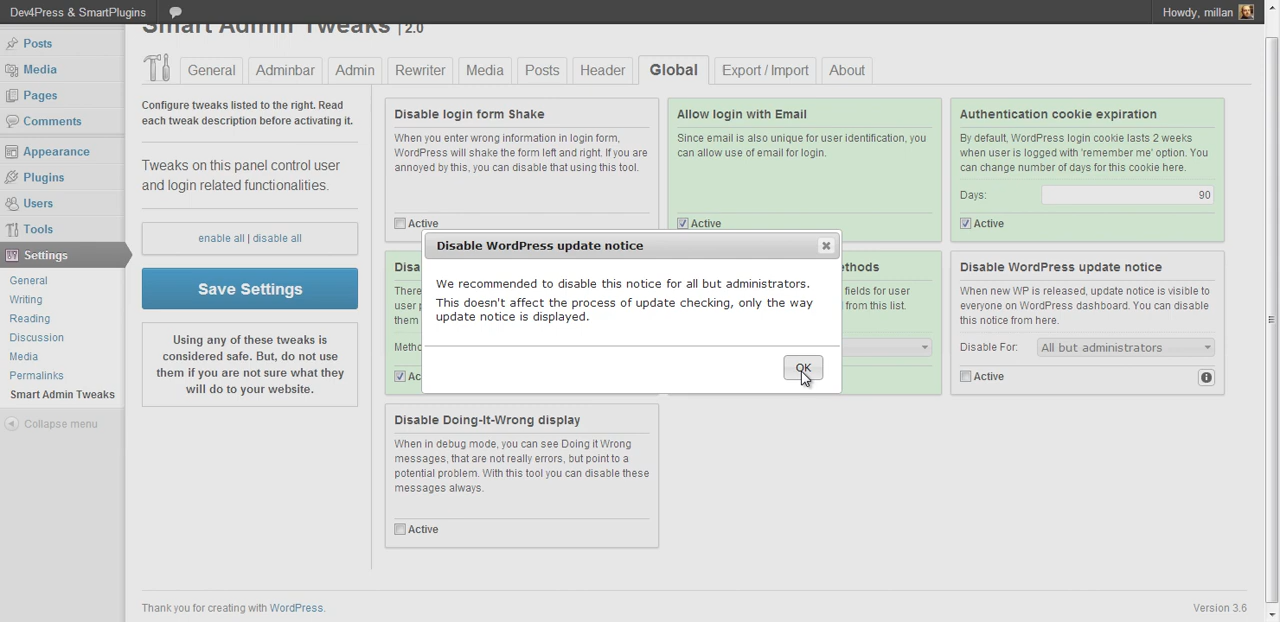 Dev4Press & SmartPlugins
Howdy, millan
Smart Admin Tweaks | 2.0
Posts
Media
Pages
Comments
Appearance
Plugins
Users
Tools
Settings
General
Writing
Reading
Discussion
Media
Permalinks
Smart Admin Tweaks
Collapse menu
General
Adminbar
Admin
Rewriter
Media
Posts
Header
Global
Export / Import
About
Configure tweaks listed to the right. Read
each tweak description before activating it.
Tweaks on this panel control user
and login related functionalities.
enable all | disable all
Save Settings
Using any of these tweaks is
considered safe. But, do not use
them if you are not sure what they
will do to your website.
Disable login form Shake
When you enter wrong information in login form,
WordPress will shake the form left and right. If you are
annoyed by this, you can disable that using this tool.
Active
Allow login with Email
Since email is also unique for user identification, you
can allow use of email for login.
Active
Authentication cookie expiration
By default, WordPress login cookie lasts 2 weeks
when user is logged with 'remember me' option. You
can change number of days for this cookie here.
Days:
90
Active
Disa
There
user p
them
Metho
Ac
Disable WordPress update notice
We recommended to disable this notice for all but administrators.
This doesn't affect the process of update checking, only the way
update notice is displayed.
OK
thods
fields for user
from this list.
Disable WordPress update notice
When new WP is released, update notice is visible to
everyone on WordPress dashboard. You can disable
this notice from here.
Disable For:
All but administrators
Active
Disable Doing-It-Wrong display
When in debug mode, you can see Doing it Wrong
messages, that are not really errors, but point to a
potential problem. With this tool you can disable these
messages always.
Active
Thank you for creating with WordPress.
Version 3.6